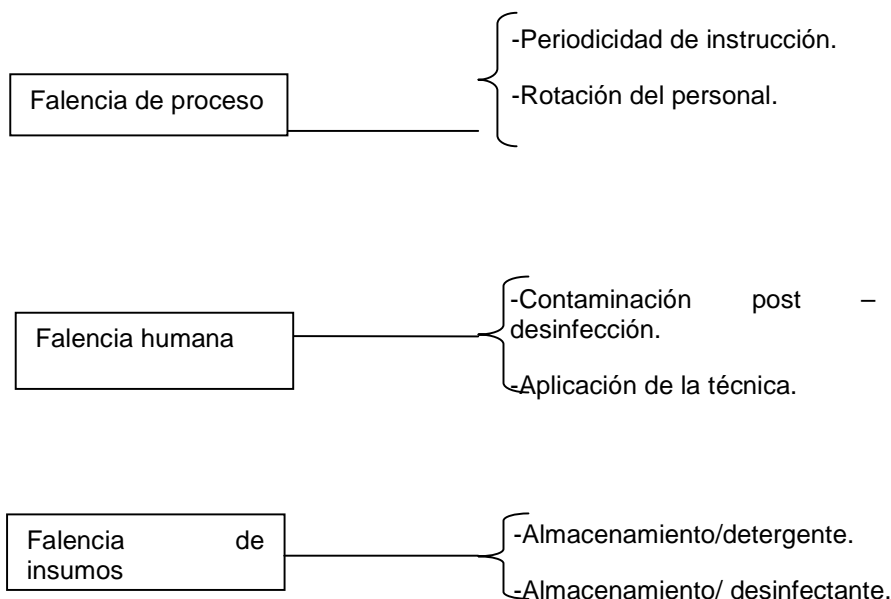 Falencia de proceso
-Periodicidad de instrucción.
-Rotación del personal.
Falencia humana
-Contaminación post –
desinfección.
-Aplicación de la técnica.
Falencia de
insumos
-Almacenamiento/detergente.
-Almacenamiento/ desinfectante.